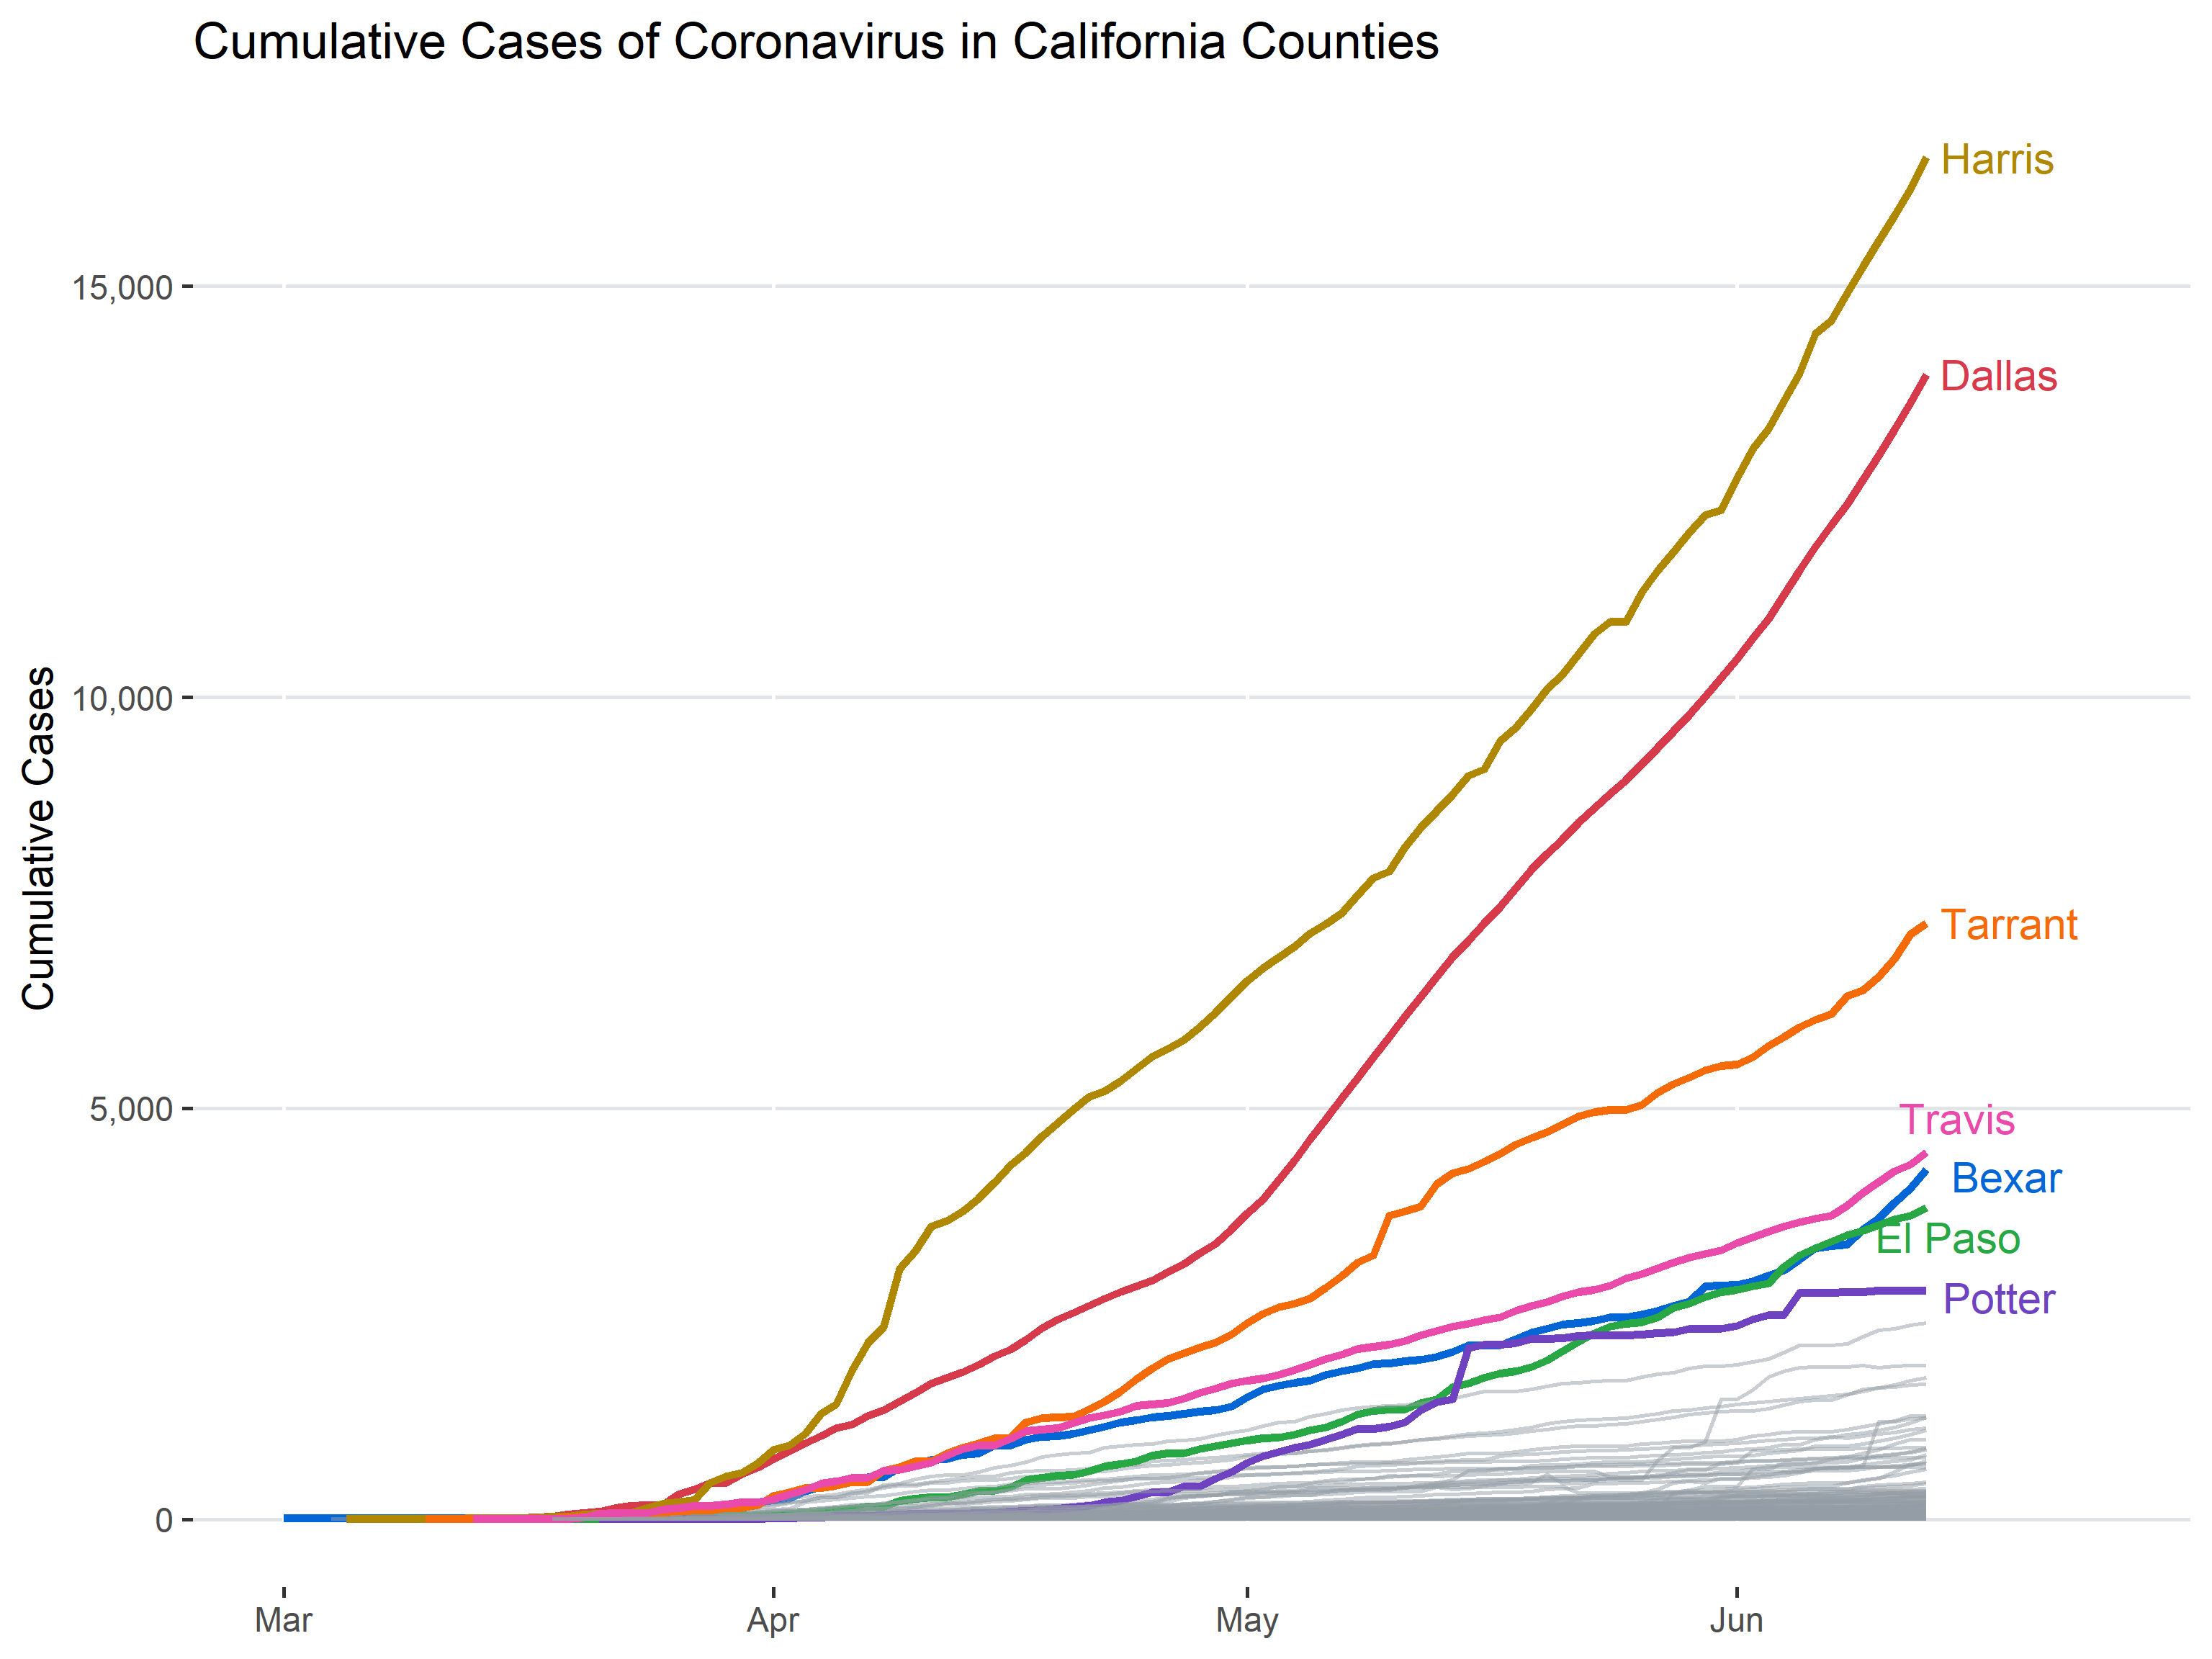 Cumulative Cases of Coronavirus in California Counties
Harris
15,000
Dallas
10,000
Cumulative Cases
Tarrant
5,000
Travis
Bexar
El Paso
Potter
0
Mar
Apr
May
Jun